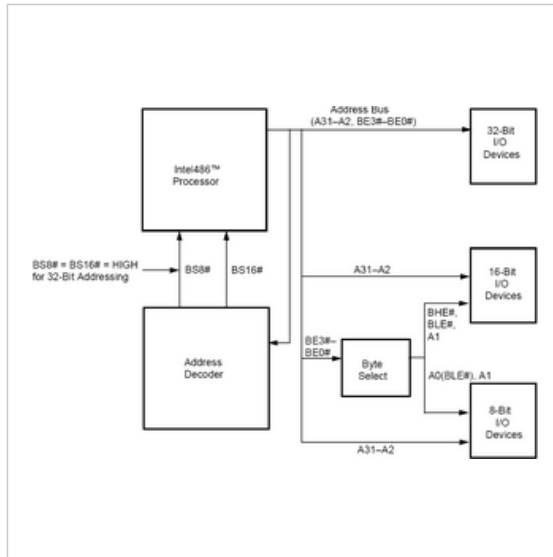 Address Bus
(A31–A2, BE3#–BE0#)
Intel486™
Processor
32-Bit
I/O
Devices
BS8# = BS16# = HIGH
for 32-Bit Addressing
BS8#
BS16#
A31–A2
16-Bit
I/O
Devices
BHE#,
BLE#,
A1
Address
Decoder
BE3#–
BE0#
Byte
Select
A0(BLE#), A1
8-Bit
I/O
Devices
A31–A2